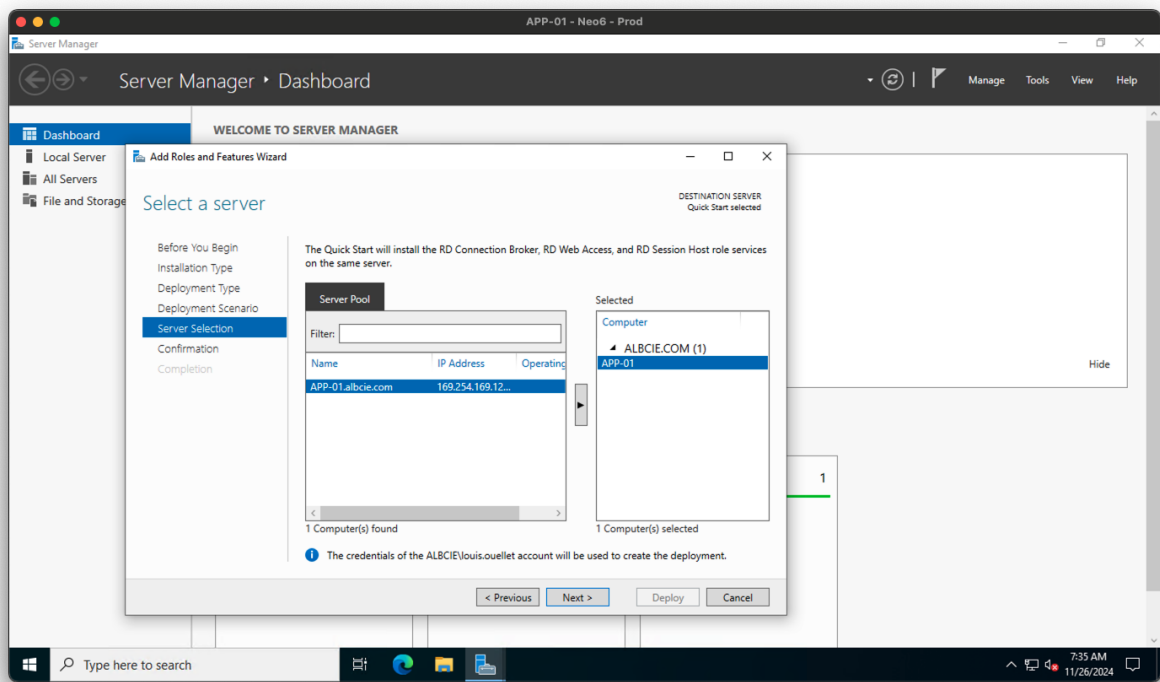 APP-01 - Neo6 - Prod
Server Manager
Server Manager ‣ Dashboard
Manage Tools View Help
Dashboard
Local Server
All Servers
File and Storage
WELCOME TO SERVER MANAGER
Add Roles and Features Wizard
Select a server
DESTINATION SERVER
Quick Start selected
Before You Begin
Installation Type
Deployment Type
Deployment Scenario
Server Selection
Confirmation
Completion
The Quick Start will install the RD Connection Broker, RD Web Access, and RD Session Host role services
on the same server.
Server Pool
Filter:
Name IP Address Operating
APP-01.albcie.com 169.254.169.12...
1 Computer(s) found
Selected
Computer
ALBCIE.COM (1)
APP-01
1 Computer(s) selected
The credentials of the ALBCIE\louis.ouellet account will be used to create the deployment.
< Previous Next > Deploy Cancel
Hide
1
Type here to search
7:35 AM
11/26/2024